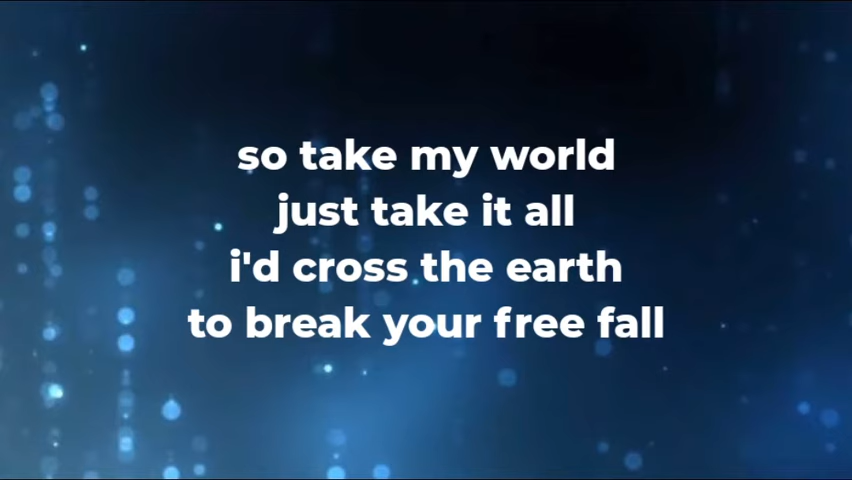 so take my world
just take it all
i'd cross the earth
to break your free fall